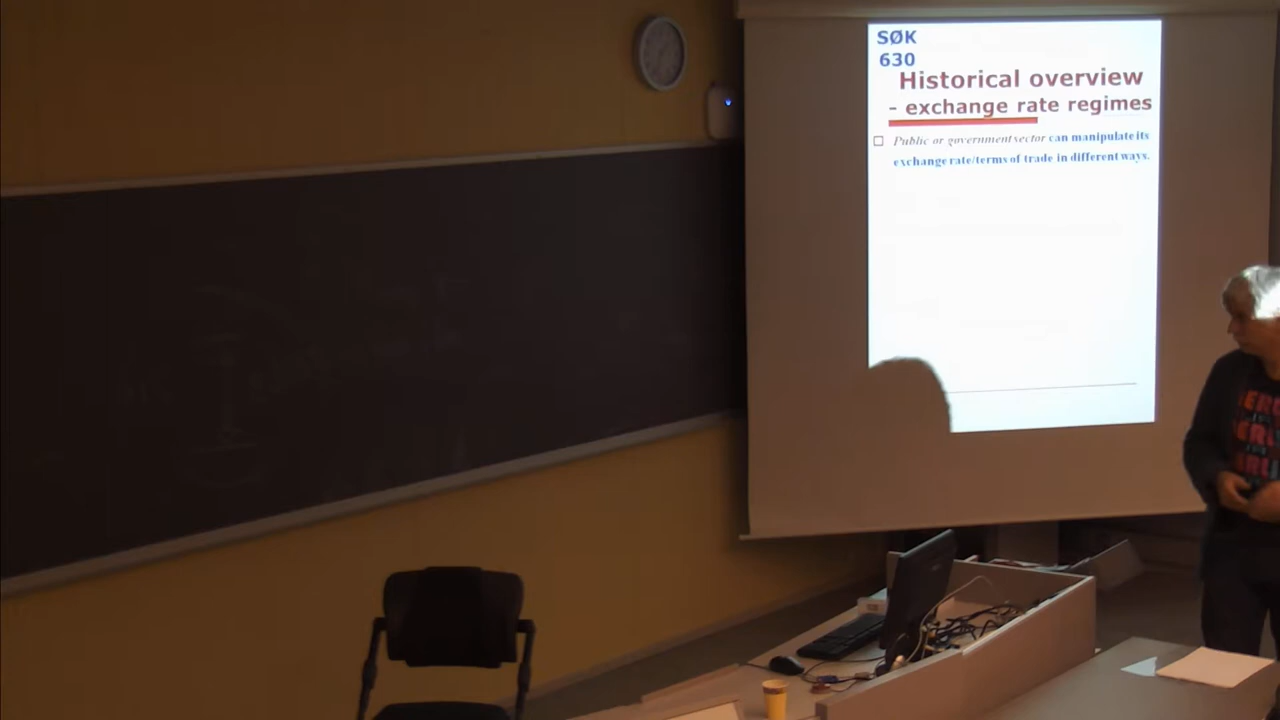 SØK
630
Historical overview
- exchange rate regimes
Public or government sector can manipulate its
exchange rate/terms of trade in different ways.